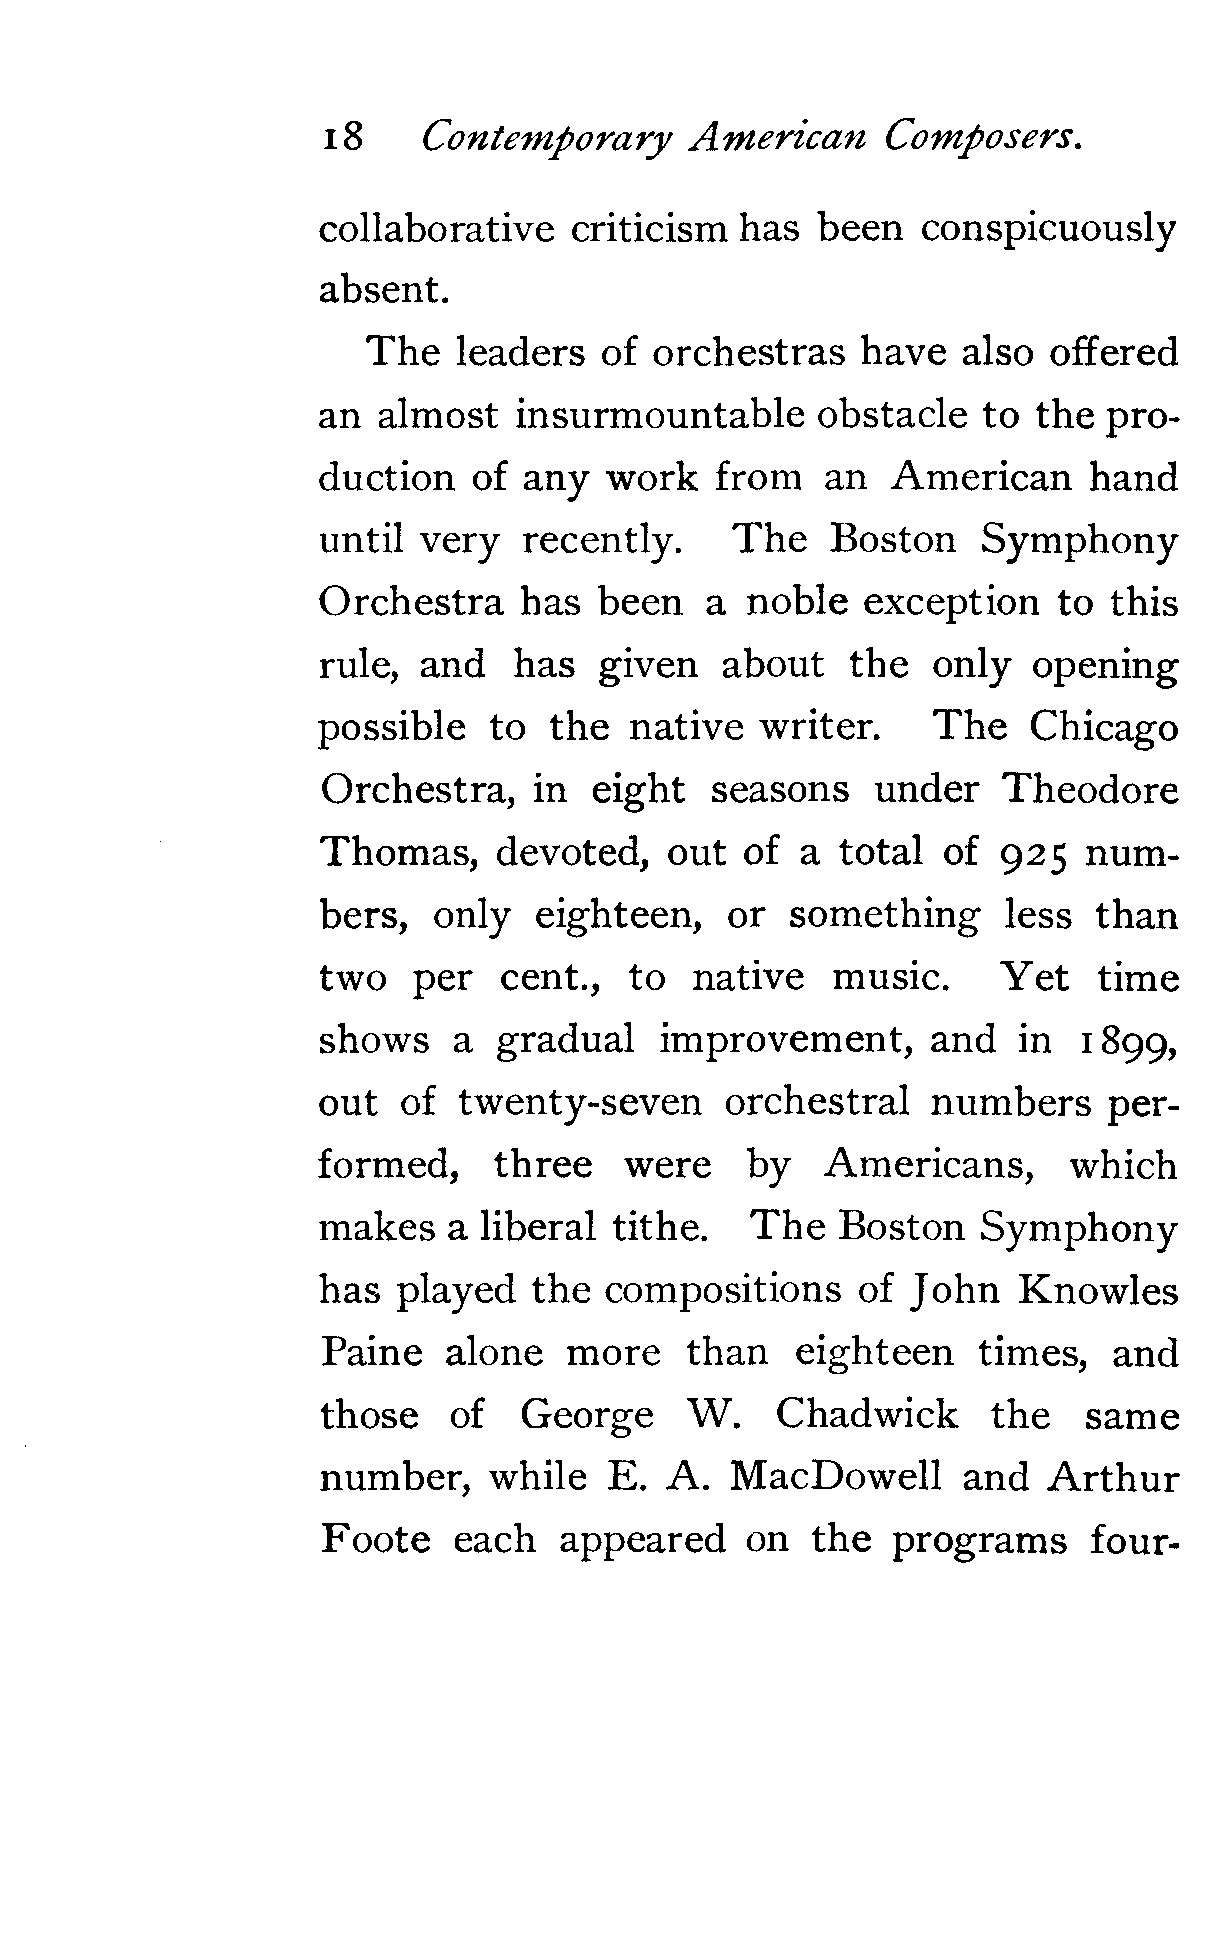 18 Contemporary American Composers.
collaborative criticism has been conspicuously
absent.
The leaders of orchestras have also offered
an almost insurmountable obstacle to the pro-
duction of any work from an American hand
until very recently. The Boston Symphony
Orchestra has been a noble exception to this
rule, and has given about the only opening
possible to the native writer. The Chicago
Orchestra, in eight seasons under Theodore
Thomas, devoted, out of a total of 925 num-
bers, only eighteen, or something less than
two per cent., to native music. Yet time
shows a gradual improvement, and in 1899,
out of twenty-seven orchestral numbers per-
formed, three were by Americans, which
makes a liberal tithe. The Boston Symphony
has played the compositions of John Knowles
Paine alone more than eighteen times, and
those of George W. Chadwick the same
number, while E. A. MacDowell and Arthur
Foote each appeared on the programs four-